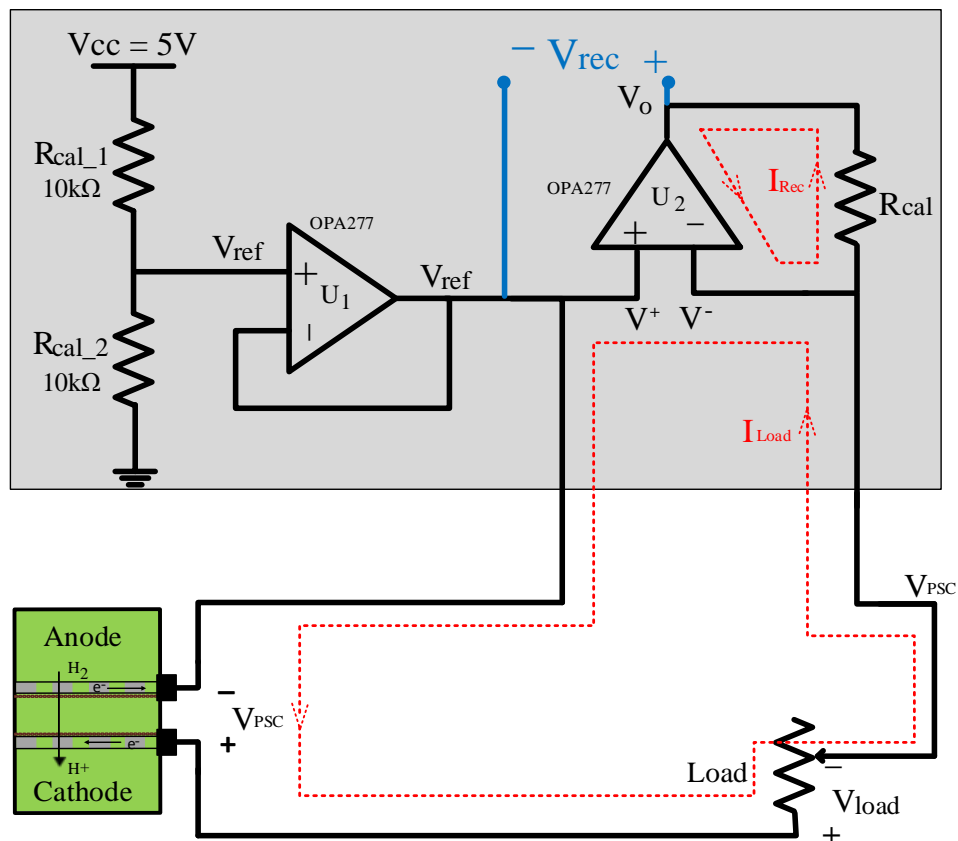 Vcc = 5V
− Vrec +
Vo
Rcal_1
10kΩ
OPA277
OPA277
U2
IRec
Rcal
Vref
+
U1
−
Vref
+ −
V+ V-
Rcal_2
10kΩ
ILoad
VPSC
Anode
H2
e-
−
VPSC
e-
+
H+
Cathode
Load
−
Vload
+